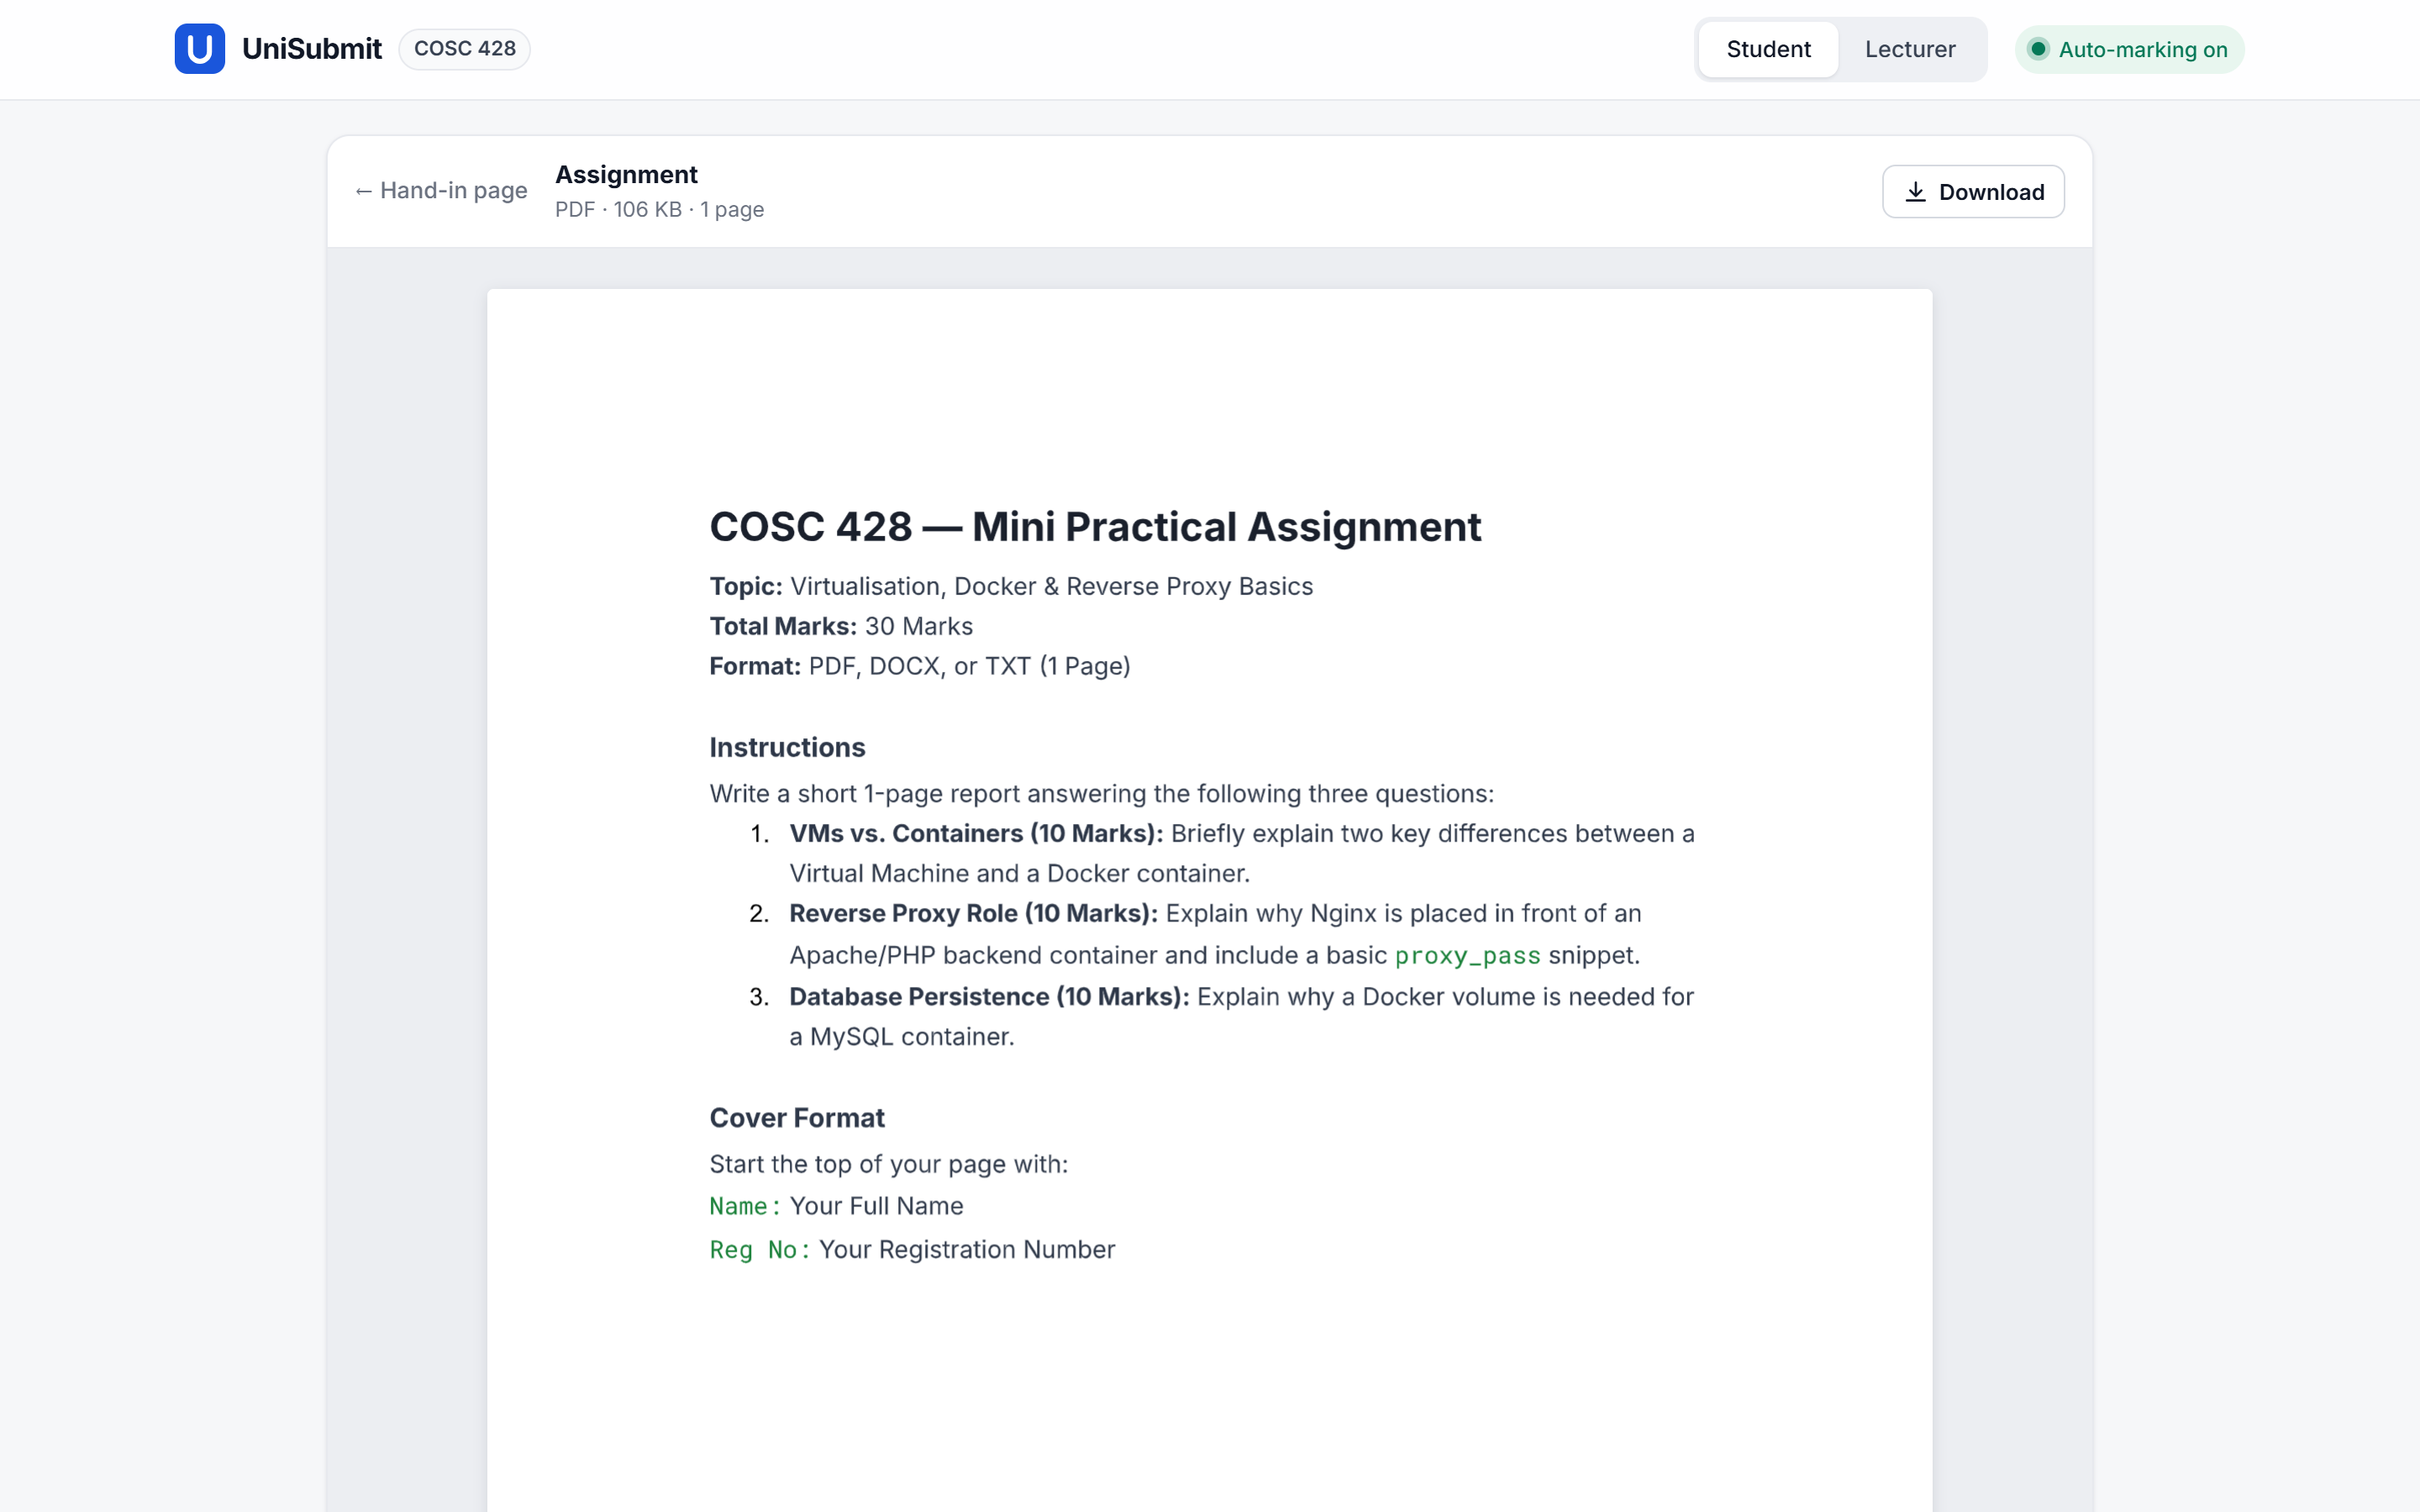 U UniSubmit COSC 428 Student Lecturer Auto-marking on
← Hand-in page
Assignment
PDF · 106 KB · 1 page
Download
COSC 428 — Mini Practical Assignment
Topic: Virtualisation, Docker & Reverse Proxy Basics
Total Marks: 30 Marks
Format: PDF, DOCX, or TXT (1 Page)
Instructions
Write a short 1-page report answering the following three questions:
1. VMs vs. Containers (10 Marks): Briefly explain two key differences between a
Virtual Machine and a Docker container.
2. Reverse Proxy Role (10 Marks): Explain why Nginx is placed in front of an
Apache/PHP backend container and include a basic proxy_pass snippet.
3. Database Persistence (10 Marks): Explain why a Docker volume is needed for
a MySQL container.
Cover Format
Start the top of your page with:
Name: Your Full Name
Reg No: Your Registration Number